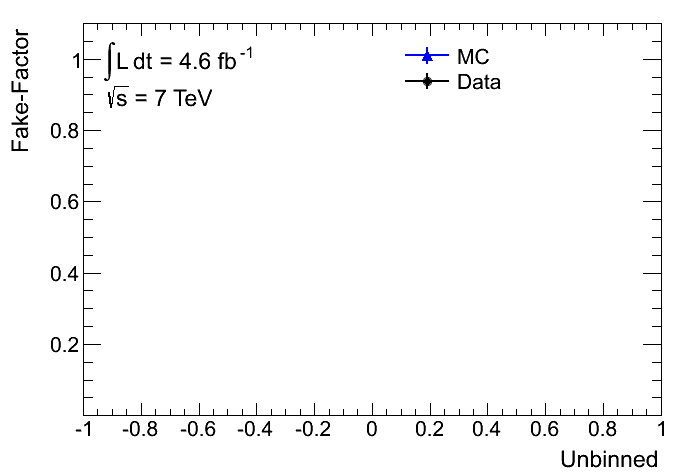 Fake-Factor
∫L dt = 4.6 fb⁻¹
√s = 7 TeV
MC
Data
1
0.8
0.6
0.4
0.2
-1 -0.8 -0.6 -0.4 -0.2 0 0.2 0.4 0.6 0.8 1
Unbinned